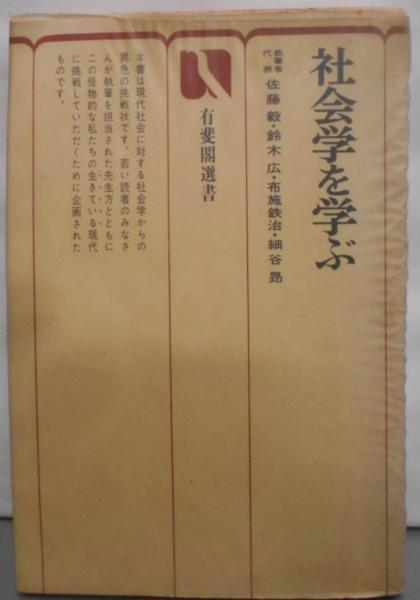 社会学を学ぶ
執筆者
代表
佐藤 毅・鈴木 広・布施鉄治・細谷 昂
有斐閣選書
本書は現代社会に対する社会学からの
異色の挑戦状です。若い読者のみなさ
んが執筆を担当された先生方とともに
この怪物的な私たちの生きている現代
に挑戦していただくために企画された
ものです。